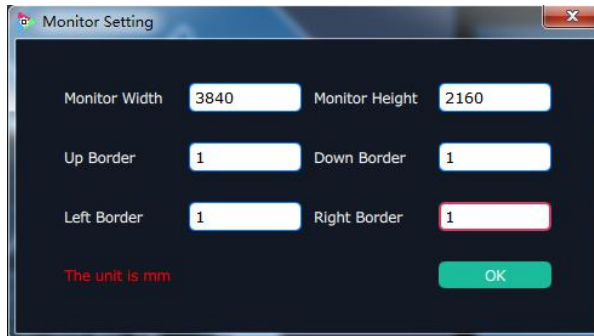 Monitor Setting
Monitor Width 3840 Monitor Height 2160
Up Border 1 Down Border 1
Left Border 1 Right Border 1
The unit is mm OK